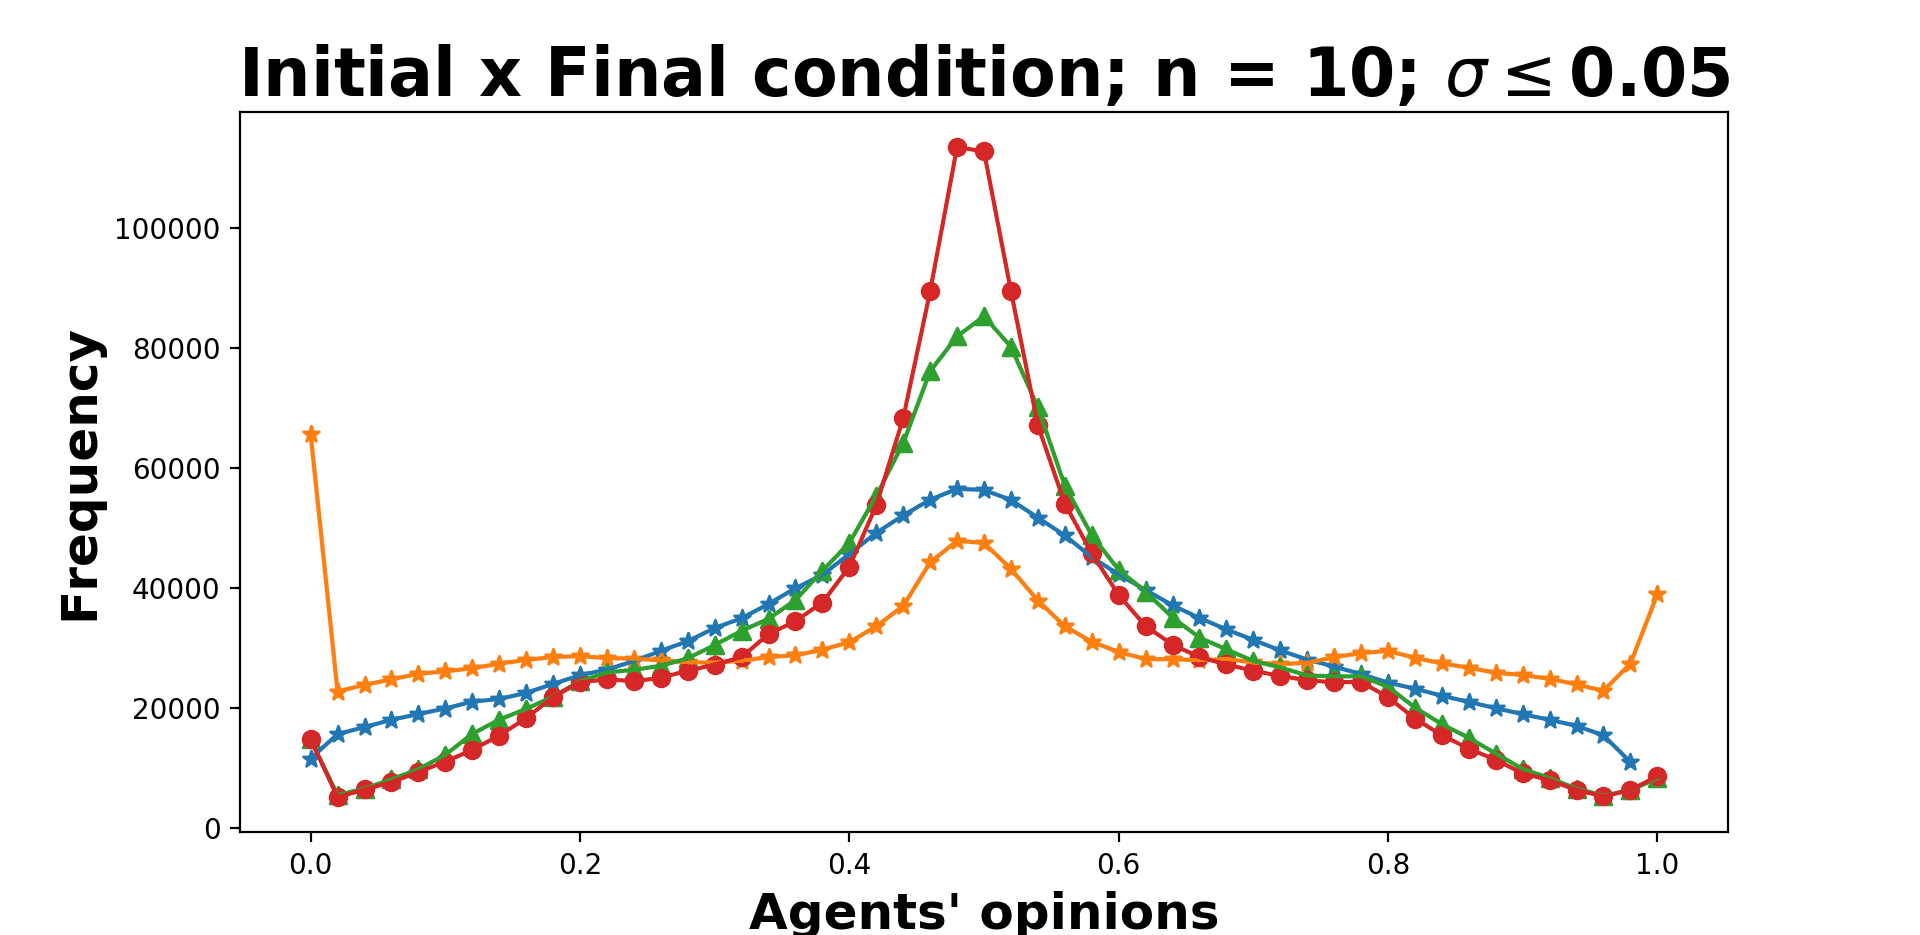 Initial x Final condition; n = 10; σ ≤ 0.05
Frequency
100000
80000
60000
40000
20000
0
0.0 0.2 0.4 0.6 0.8 1.0
Agents' opinions